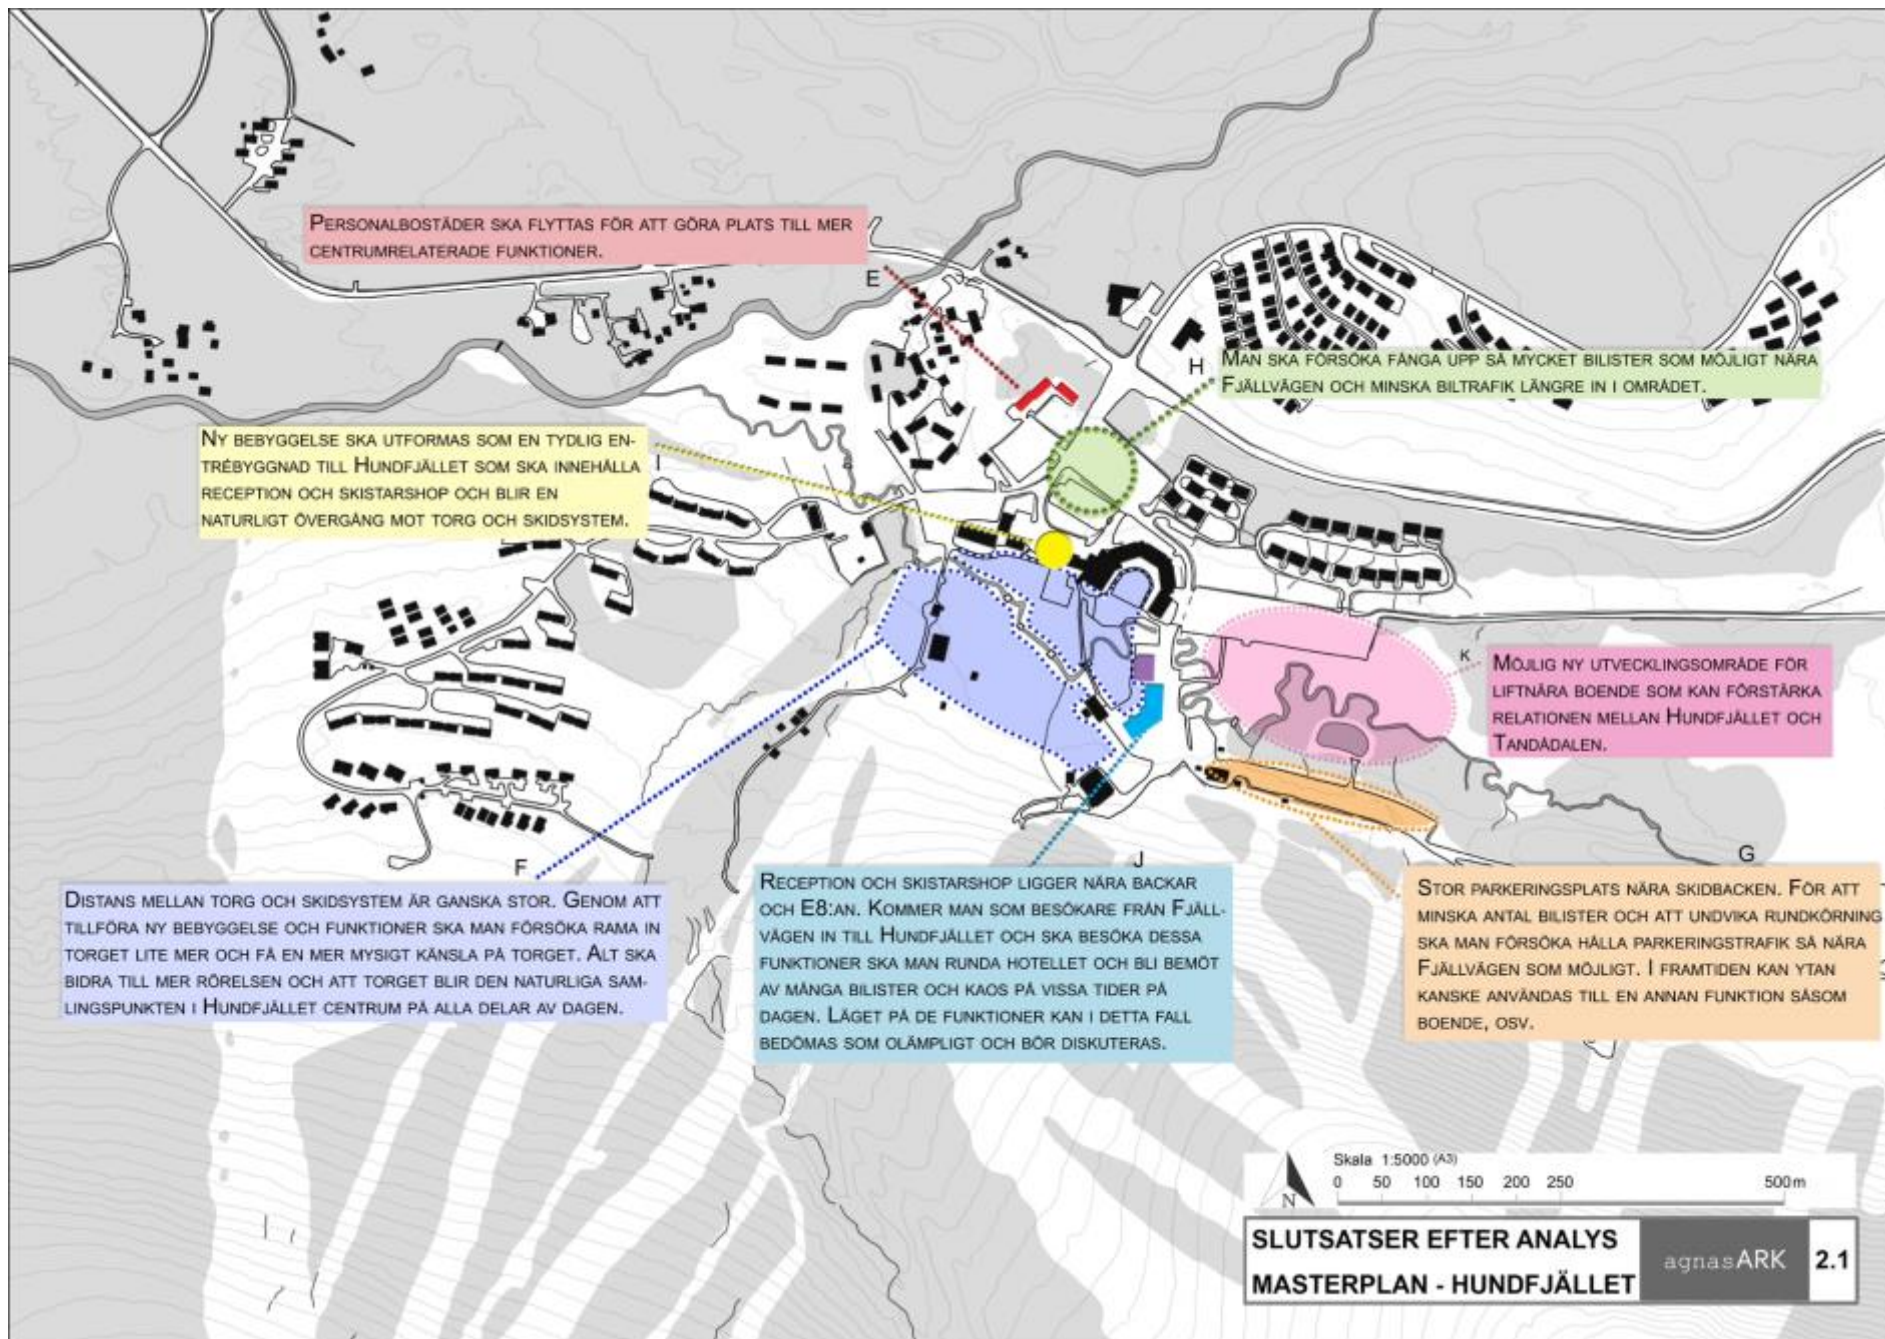 PERSONALBOSTÄDER SKA FLYTTAS FÖR ATT GÖRA PLATS TILL MER
CENTRUMRELATERADE FUNKTIONER.
E
H
MAN SKA FÖRSÖKA FÅNGA UPP SÅ MYCKET BILISTER SOM MÖJLIGT NÄRA
FJÄLLVÄGEN OCH MINSKA BILTRAFIK LÄNGRE IN I OMRÅDET.
NY BEBYGGELSE SKA UTFORMAS SOM EN TYDLIG EN-
TRÉBYGGNAD TILL HUNDFJÄLLET SOM SKA INNEHÅLLA
RECEPTION OCH SKISTARSHOP OCH BLIR EN
NATURLIGT ÖVERGÅNG MOT TORG OCH SKIDSYSTEM.
I
K
MÖJLIG NY UTVECKLINGSOMRÅDE FÖR
LIFTNÄRA BOENDE SOM KAN FÖRSTÄRKA
RELATIONEN MELLAN HUNDFJÄLLET OCH
TANDÅDALEN.
F
DISTANS MELLAN TORG OCH SKIDSYSTEM ÄR GANSKA STOR. GENOM ATT
TILLFÖRA NY BEBYGGELSE OCH FUNKTIONER SKA MAN FÖRSÖKA RAMA IN
TORGET LITE MER OCH FÅ EN MER MYSIGT KÄNSLA PÅ TORGET. ALT SKA
BIDRA TILL MER RÖRELSEN OCH ATT TORGET BLIR DEN NATURLIGA SAM-
LINGSPUNKTEN I HUNDFJÄLLET CENTRUM PÅ ALLA DELAR AV DAGEN.
J
RECEPTION OCH SKISTARSHOP LIGGER NÄRA BACKAR
OCH E8:AN. KOMMER MAN SOM BESÖKARE FRÅN FJÄLL-
VÄGEN IN TILL HUNDFJÄLLET OCH SKA BESÖKA DESSA
FUNKTIONER SKA MAN RUNDA HOTELLET OCH BLI BEMÖT
AV MÅNGA BILISTER OCH KAOS PÅ VISSA TIDER PÅ
DAGEN. LÄGET PÅ DE FUNKTIONER KAN I DETTA FALL
BEDÖMAS SOM OLÄMPLIGT OCH BÖR DISKUTERAS.
G
STOR PARKERINGSPLATS NÄRA SKIDBACKEN. FÖR ATT
MINSKA ANTAL BILISTER OCH ATT UNDVIKA RUNDKÖRNING
SKA MAN FÖRSÖKA HÅLLA PARKERINGSTRAFIK SÅ NÄRA
FJÄLLVÄGEN SOM MÖJLIGT. I FRAMTIDEN KAN YTAN
KANSKE ANVÄNDAS TILL EN ANNAN FUNKTION SÅSOM
BOENDE, OSV.
N
Skala 1:5000 (A3)
0 50 100 150 200 250 500m
SLUTSATSER EFTER ANALYS
MASTERPLAN - HUNDFJÄLLET
agnasARK
2.1